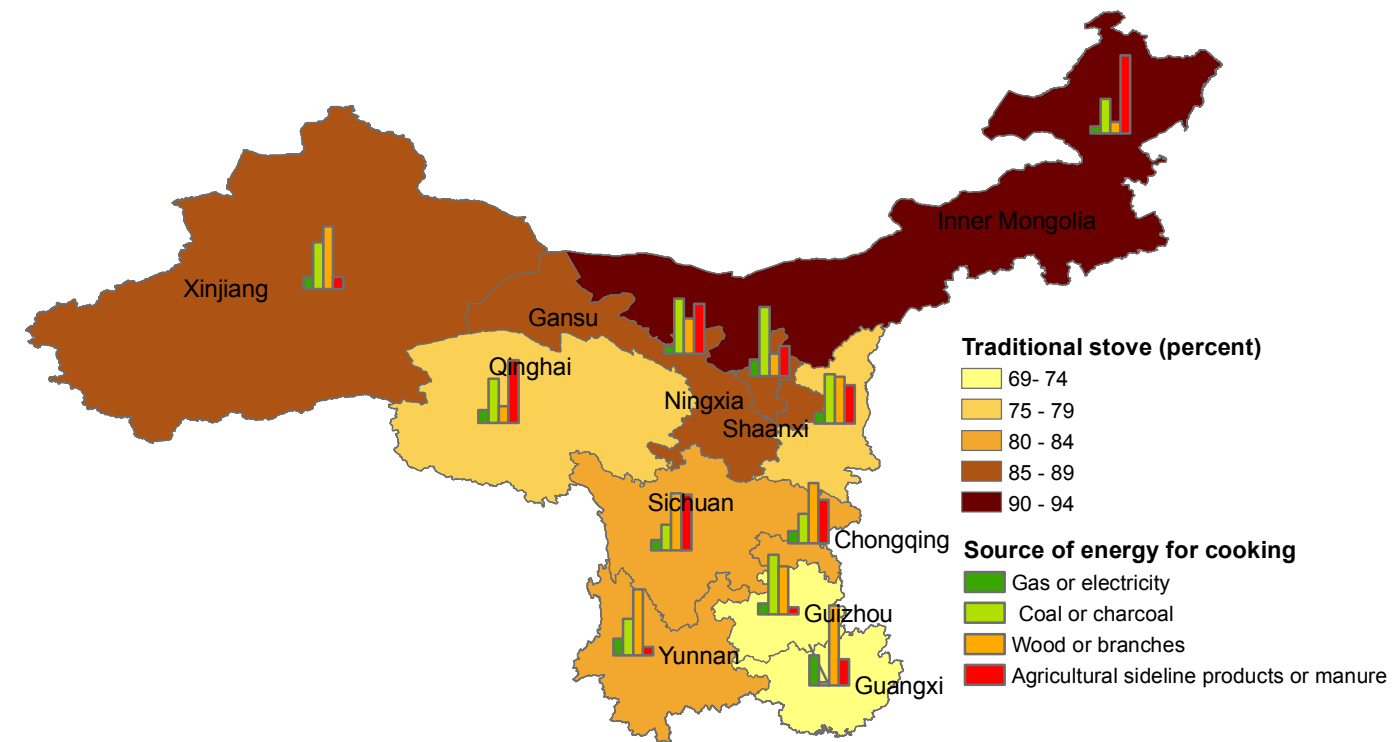 Inner Mongolia
Xinjiang
Gansu
Qinghai
Ningxia
Shaanxi
Sichuan
Chongqing
Guizhou
Yunnan
Guangxi
Traditional stove (percent)
69- 74
75 - 79
80 - 84
85 - 89
90 - 94
Source of energy for cooking
Gas or electricity
Coal or charcoal
Wood or branches
Agricultural sideline products or manure